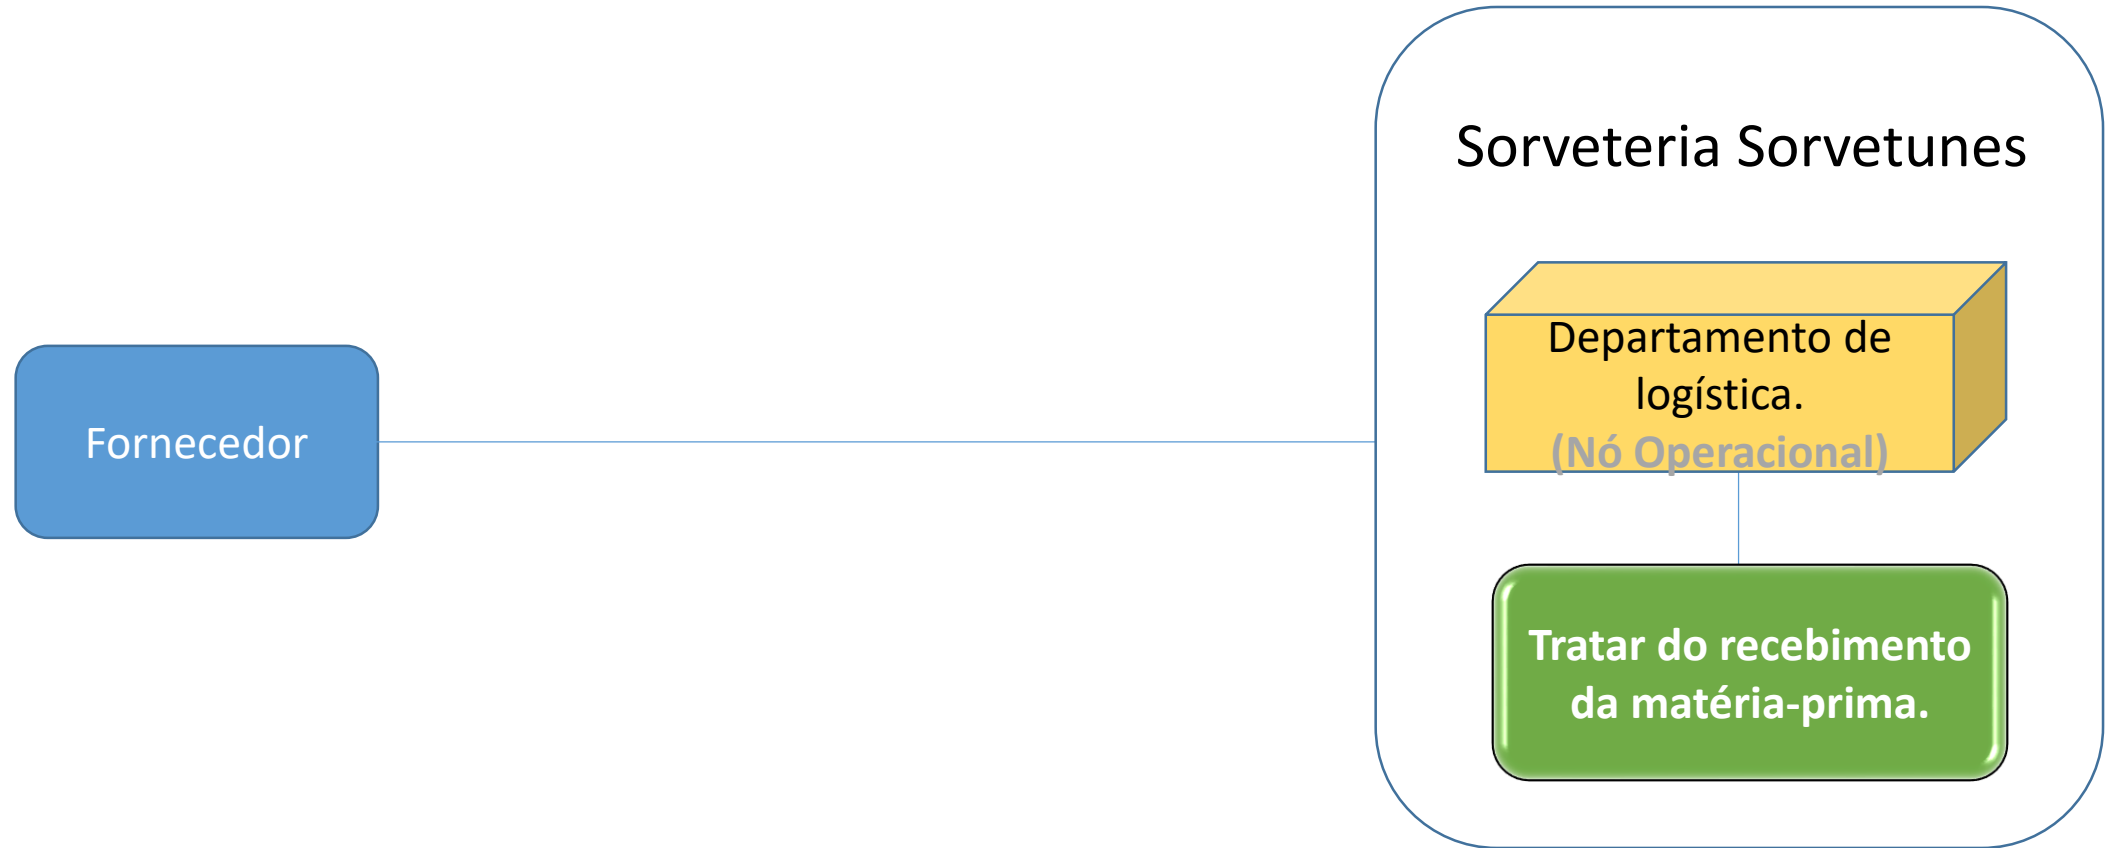 Sorveteria Sorvetunes
Departamento de
logística.
(Nó Operacional)
Fornecedor
Tratar do recebimento
da matéria-prima.